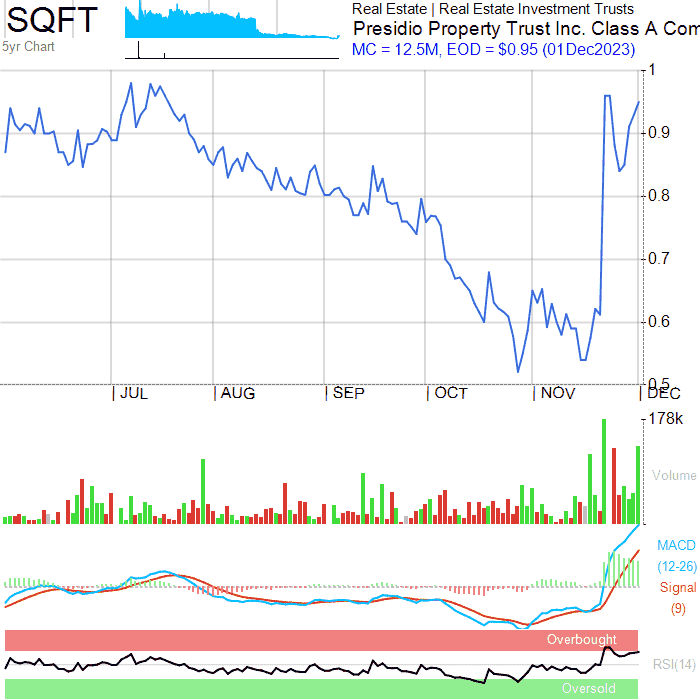 SQFT
5yr Chart
Real Estate | Real Estate Investment Trusts
Presidio Property Trust Inc. Class A Com
MC = 12.5M, EOD = $0.95 (01Dec2023)
1
0.9
0.8
0.7
0.6
0.5
| JUL | AUG | SEP | OCT | NOV | DEC
178k
Volume
MACD
(12-26)
Signal
(9)
Overbought
RSI(14)
Oversold